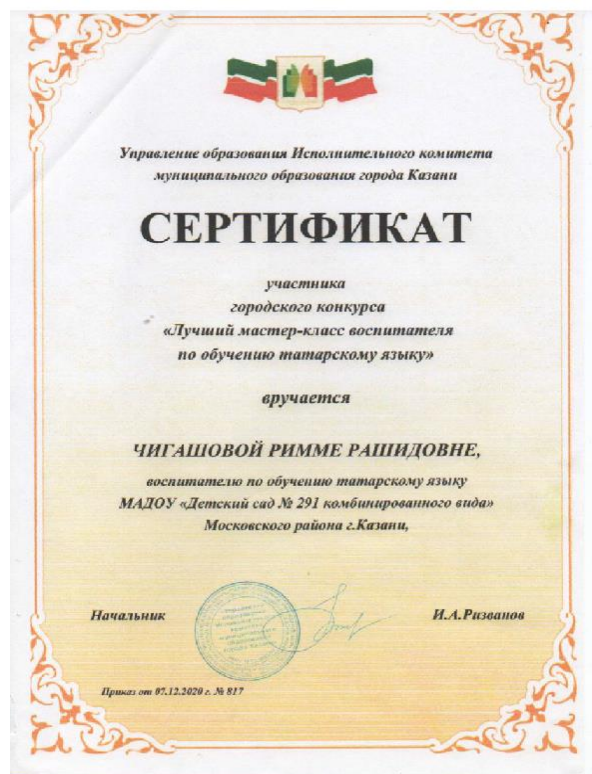 Управление образования Исполнительного комитета
муниципального образования города Казани
СЕРТИФИКАТ
участника
городского конкурса
«Лучший мастер-класс воспитателя
по обучению татарскому языку»
вручается
ЧИГАШОВОЙ РИММЕ РАШИДОВНЕ,
воспитателю по обучению татарскому языку
МАДОУ «Детский сад № 291 комбинированного вида»
Московского района г.Казани,
Начальник
И.А.Ризванов
Приказ от 07.12.2020 г. № 817